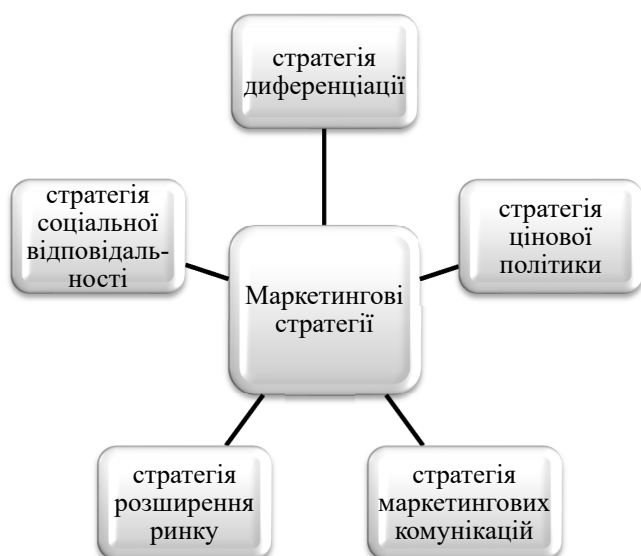 стратегія
диференціації
стратегія
соціальної
відповідаль-
ності
стратегія
цінової
політики
Маркетингові
стратегії
стратегія
розширення
ринку
стратегія
маркетингових
комунікацій